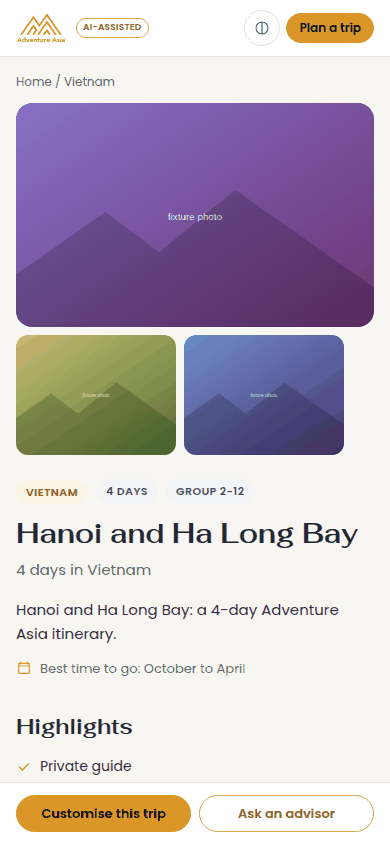 Adventure Asia
AI-ASSISTED
Plan a trip
Home / Vietnam
fixture photo
fixture photo
fixture photo
VIETNAM
4 DAYS
GROUP 2–12
Hanoi and Ha Long Bay
4 days in Vietnam
Hanoi and Ha Long Bay: a 4-day Adventure
Asia itinerary.
Best time to go: October to April
Highlights
Private guide
Customise this trip
Ask an advisor